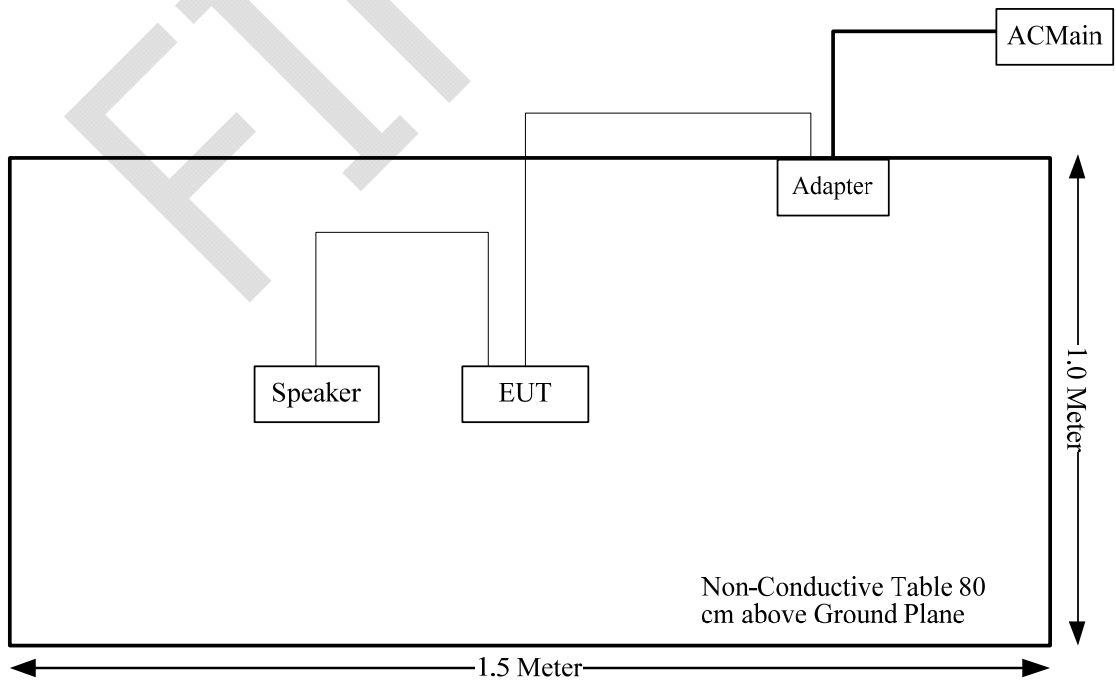 ACMain
Adapter
Speaker
EUT
1.0 Meter
Non-Conductive Table 80
cm above Ground Plane
1.5 Meter